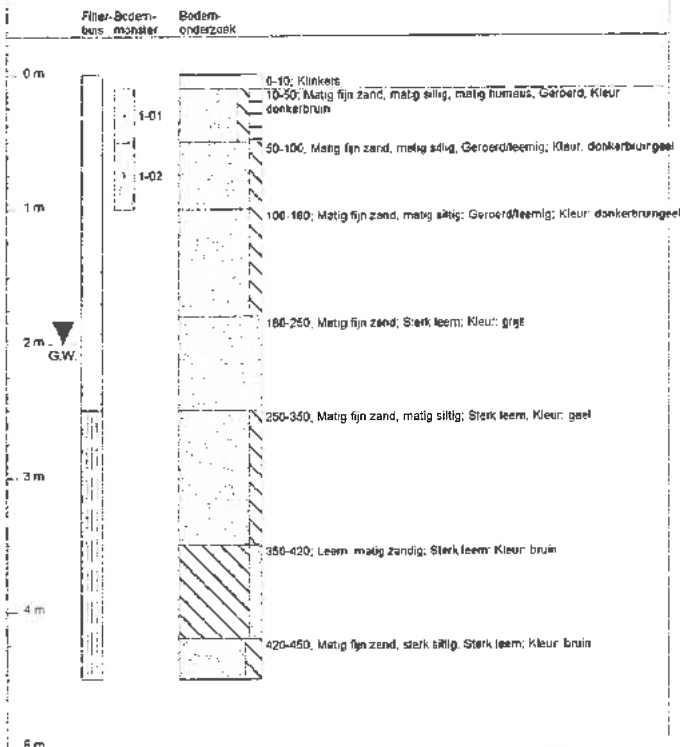 Filter- Bodem- Bodem-
buis monster onderzoek
0 m
0-10; Klinkers
10-50; Matig fijn zand, matig siltig, matig humeus, Geroerd, Kleur
donkerbruin
1-01
50-100, Matig fijn zand, matig siltig, Geroerd/leemig; Kleur: donkerbruingeel
1-02
1 m
100-180; Matig fijn zand, matig siltig; Geroerd/leemig; Kleur: donkerbruingeel
180-250, Matig fijn zand; Sterk leem; Kleur: grijs
2 m
G.W.
250-350, Matig fijn zand, matig siltig; Sterk leem, Kleur: geel
3 m
350-420; Leem matig zandig; Sterk leem Kleur: bruin
4 m
420-450, Matig fijn zand, sterk siltig, Sterk leem; Kleur: bruin
5 m